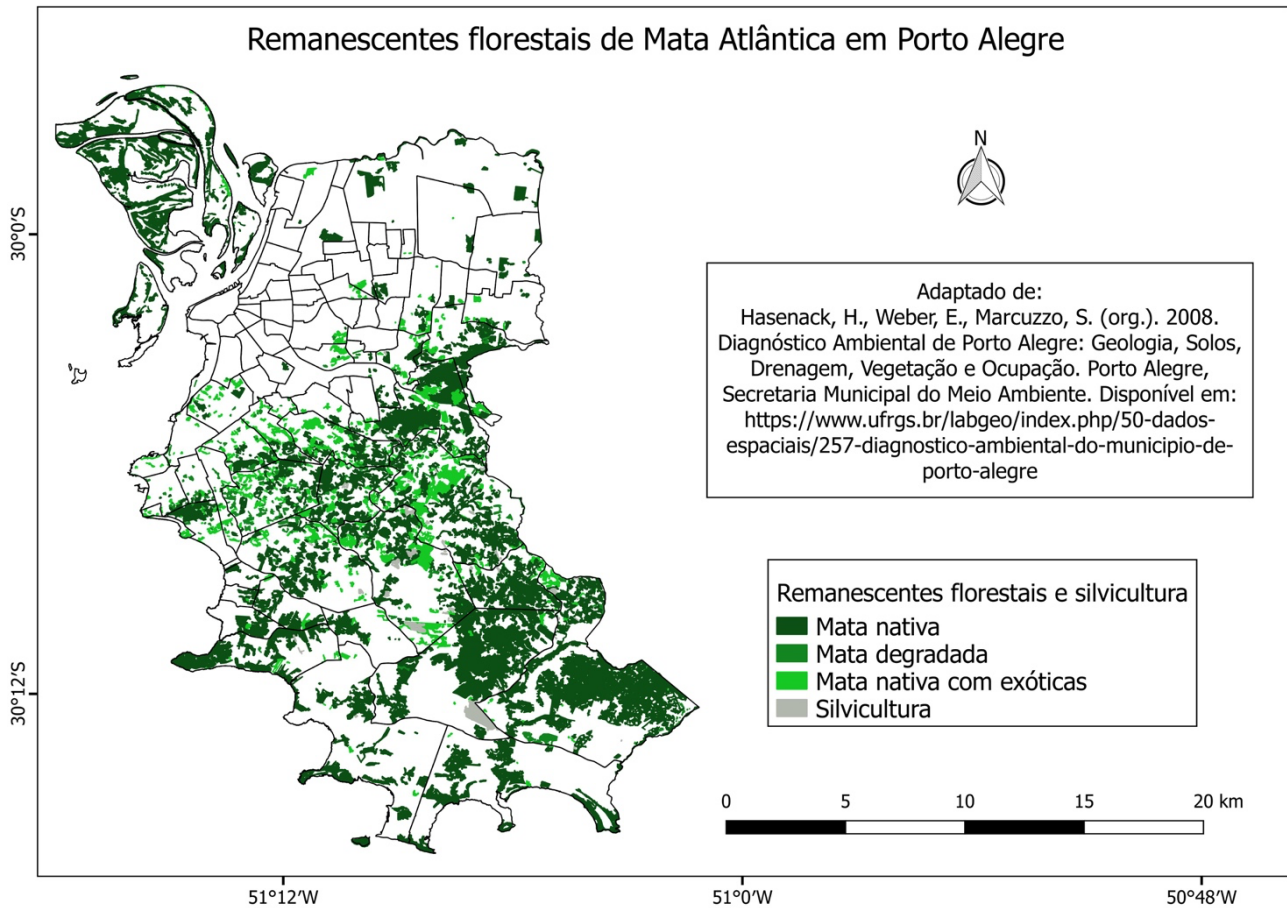 Remanescentes florestais de Mata Atlântica em Porto Alegre
N
30°0′S
Adaptado de:
Hasenack, H., Weber, E., Marcuzzo, S. (org.). 2008.
Diagnóstico Ambiental de Porto Alegre: Geologia, Solos,
Drenagem, Vegetação e Ocupação. Porto Alegre,
Secretaria Municipal do Meio Ambiente. Disponível em:
https://www.ufrgs.br/labgeo/index.php/50-dados-
espaciais/257-diagnostico-ambiental-do-municipio-de-
porto-alegre
Remanescentes florestais e silvicultura
Mata nativa
Mata degradada
Mata nativa com exóticas
Silvicultura
30°12′S
0 5 10 15 20 km
51°12′W 51°0′W 50°48′W